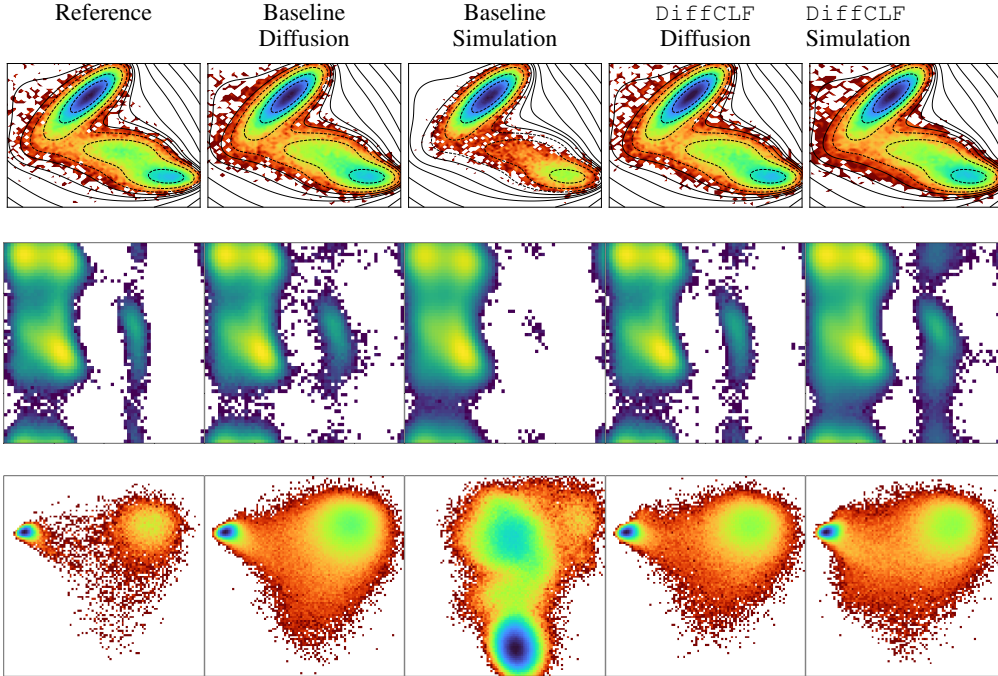 Reference
Baseline
Diffusion
Baseline
Simulation
DiffCLF
Diffusion
DiffCLF
Simulation